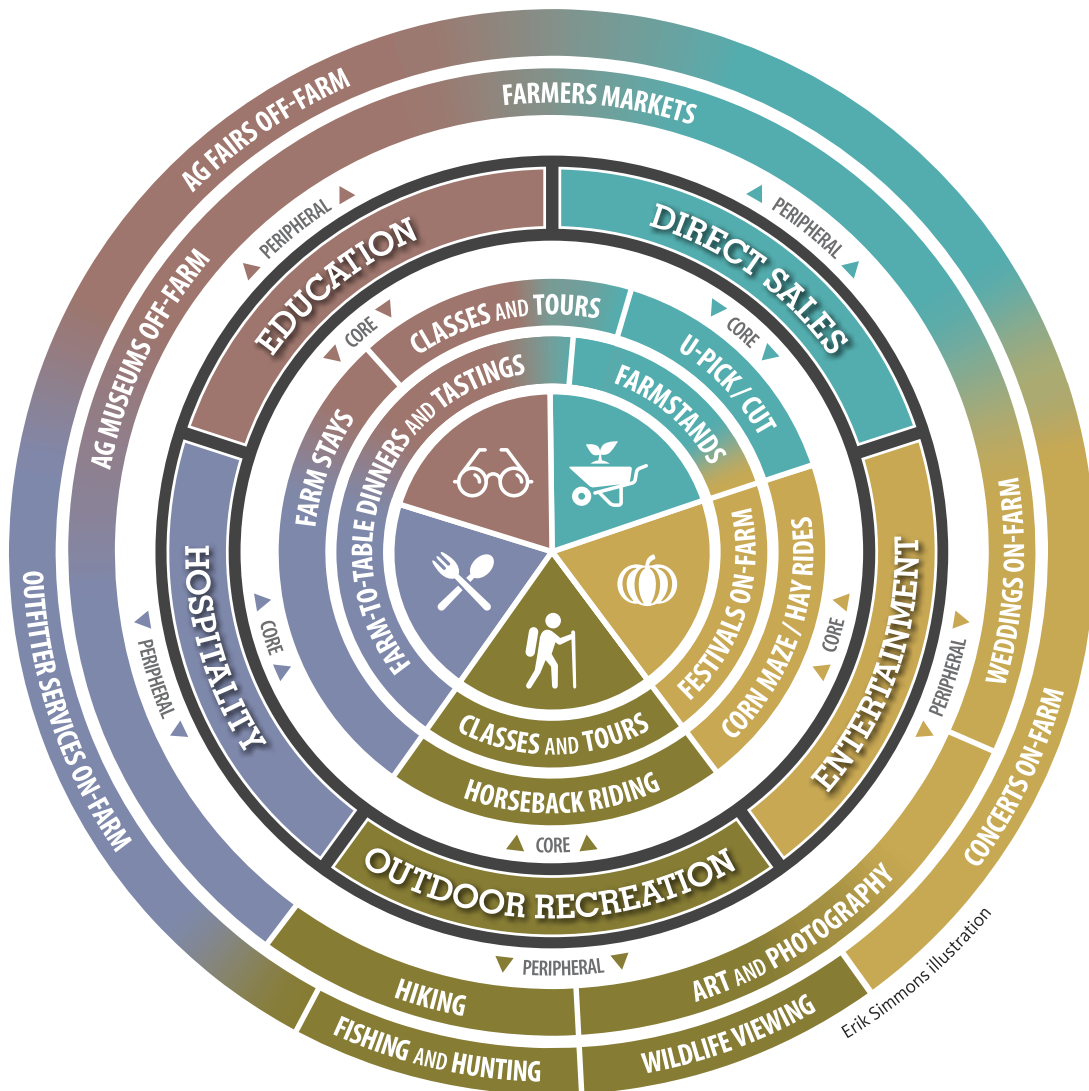 AG FAIRS OFF-FARM
FARMERS MARKETS
AG MUSEUMS OFF-FARM
PERIPHERAL
PERIPHERAL
EDUCATION
DIRECT SALES
CORE
CORE
CLASSES AND TOURS
U-PICK / CUT
FARM STAYS
FARM-TO-TABLE DINNERS AND TASTINGS
FARMSTANDS
HOSPITALITY
CORE
PERIPHERAL
OUTFITTER SERVICES ON-FARM
FESTIVALS ON-FARM
CORN MAZE / HAY RIDES
CORE
ENTERTAINMENT
PERIPHERAL
WEDDINGS ON-FARM
CONCERTS ON-FARM
CLASSES AND TOURS
HORSEBACK RIDING
CORE
OUTDOOR RECREATION
PERIPHERAL
HIKING
ART AND PHOTOGRAPHY
FISHING AND HUNTING
WILDLIFE VIEWING
Erik Simmons illustration